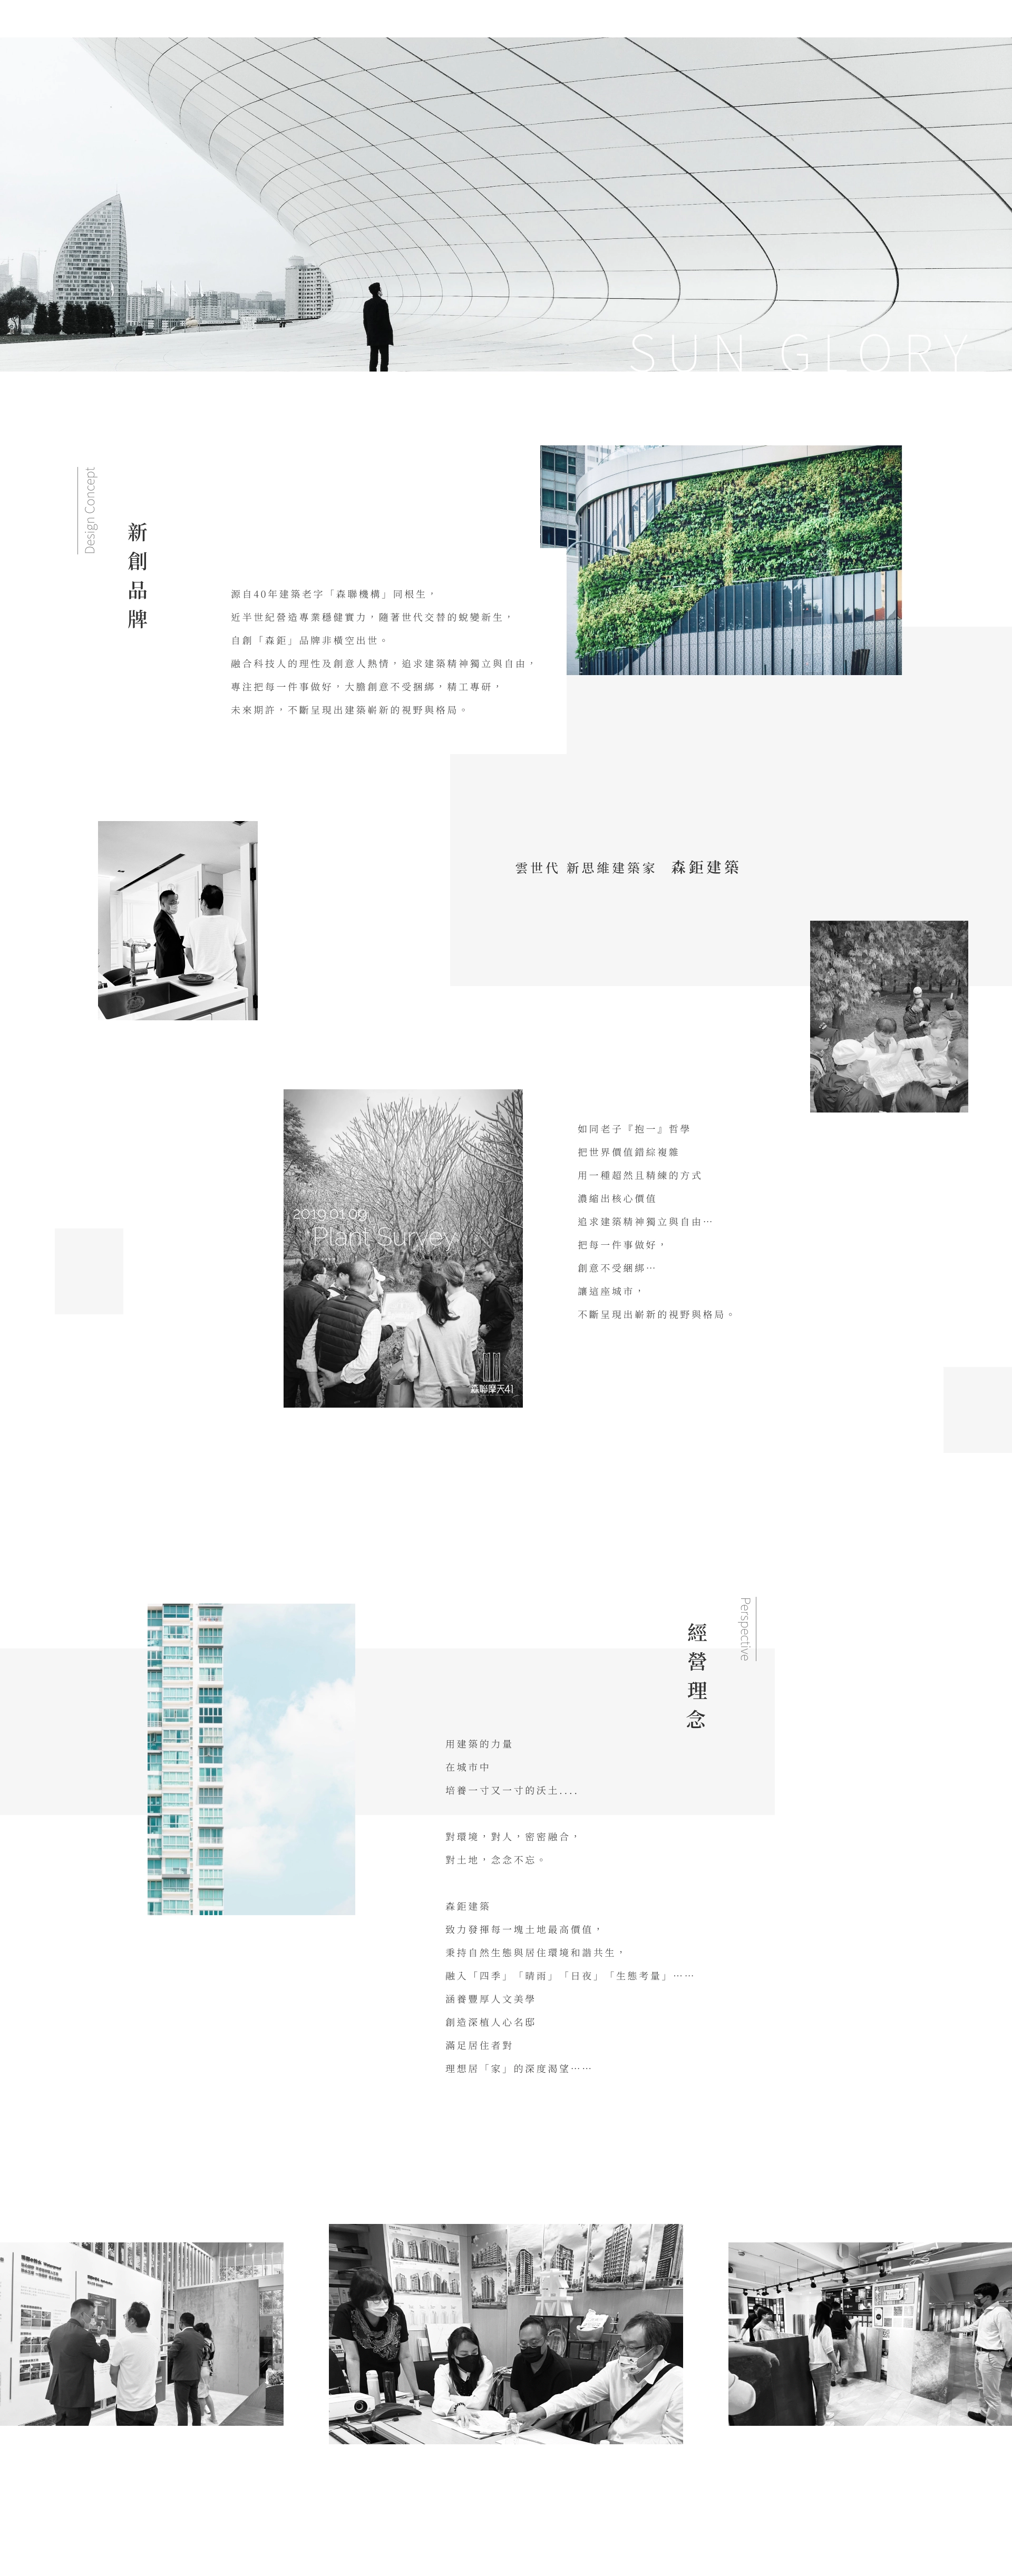 SUN GLORY
Design Concept
新創品牌
源自40年建築老字「森聯機構」同根生，
近半世紀營造專業穩健實力，隨著世代交替的蛻變新生，
自創「森鉅」品牌非橫空出世。
融合科技人的理性及創意人熱情，追求建築精神獨立與自由，
專注把每一件事做好，大膽創意不受捆綁，精工專研，
未來期許，不斷呈現出建築嶄新的視野與格局。
雲世代 新思維建築家 森鉅建築
2019.01.09
Plant Survey
森聯摩天41
如同老子『抱一』哲學
把世界價值錯綜複雜
用一種超然且精練的方式
濃縮出核心價值
追求建築精神獨立與自由⋯
把每一件事做好，
創意不受綑綁⋯
讓這座城市，
不斷呈現出嶄新的視野與格局。
Perspective
經營理念
用建築的力量
在城市中
培養一寸又一寸的沃土....
對環境，對人，密密融合，
對土地，念念不忘。
森鉅建築
致力發揮每一塊土地最高價值，
秉持自然生態與居住環境和諧共生，
融入「四季」「晴雨」「日夜」「生態考量」⋯⋯
涵養豐厚人文美學
創造深植人心名邸
滿足居住者對
理想居「家」的深度渴望⋯⋯